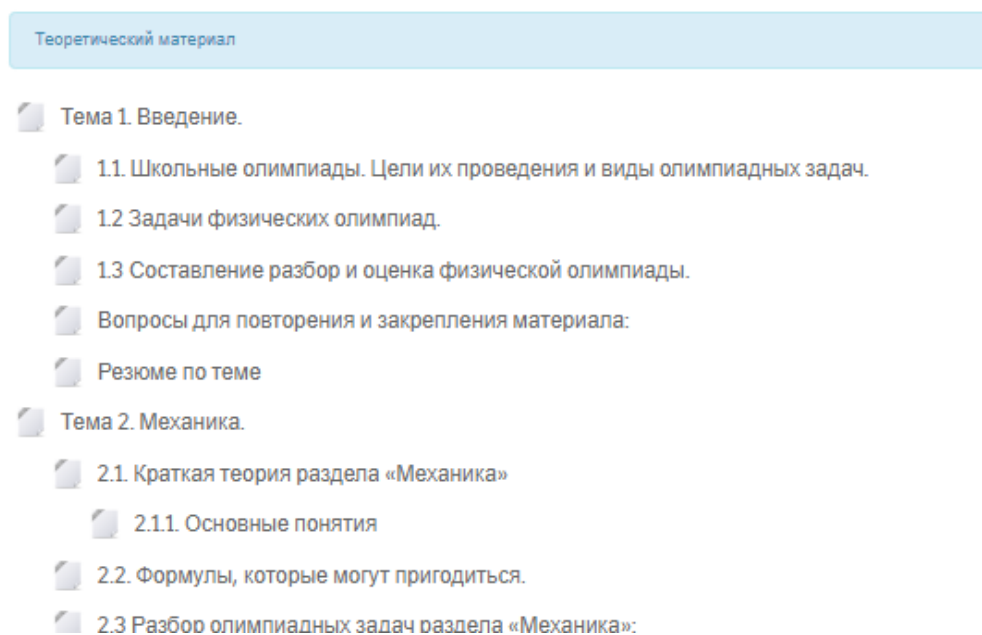 Теоретический материал
Тема 1. Введение.
1.1. Школьные олимпиады. Цели их проведения и виды олимпиадных задач.
1.2 Задачи физических олимпиад.
1.3 Составление разбор и оценка физической олимпиады.
Вопросы для повторения и закрепления материала:
Резюме по теме
Тема 2. Механика.
2.1. Краткая теория раздела «Механика»
2.1.1. Основные понятия
2.2. Формулы, которые могут пригодиться.
2.3 Разбор олимпиадных задач раздела «Механика»: